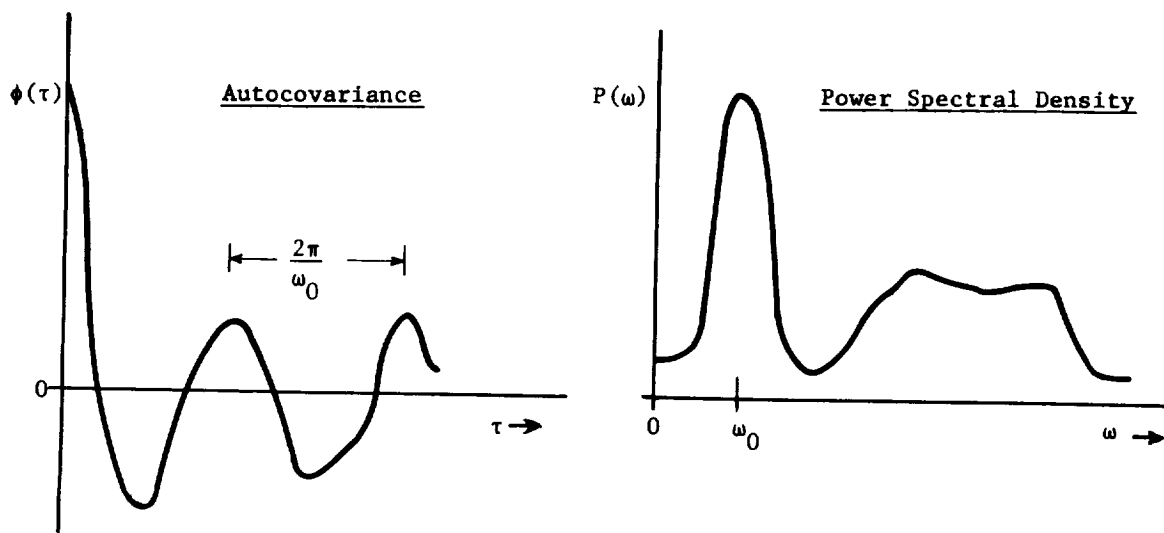 Autocovariance
ϕ(τ)
2π
ω0
0
τ →
Power Spectral Density
P(ω)
0
ω0
ω →